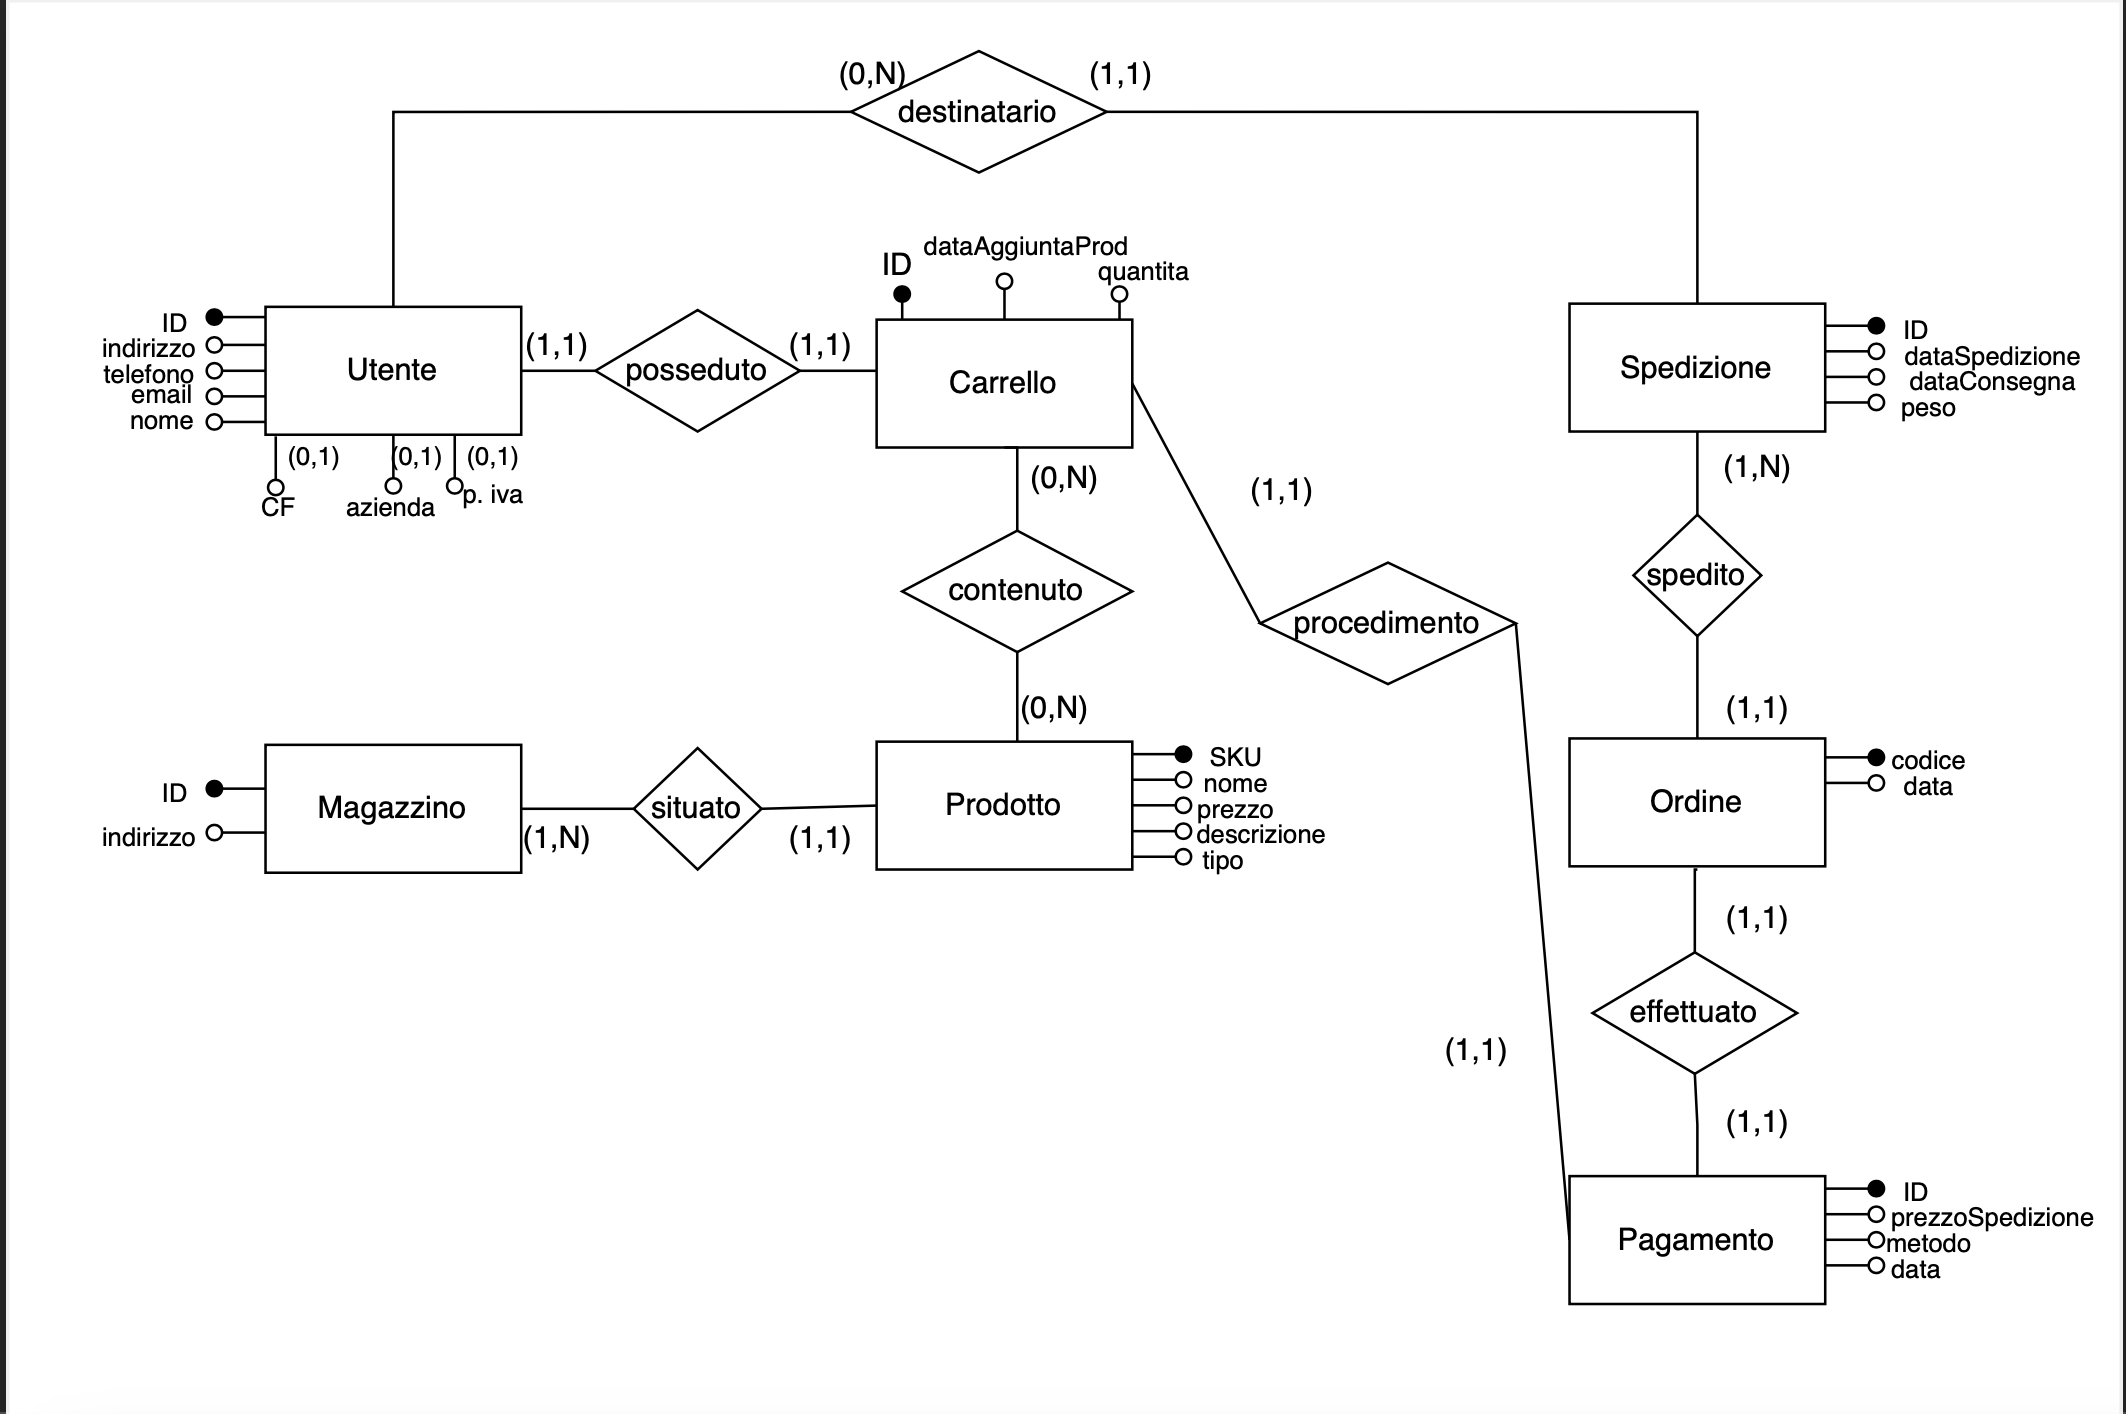 (0,N)
(1,1)
destinatario
dataAggiuntaProd
ID
quantita
ID
indirizzo
telefono
email
nome
Utente
(1,1)
posseduto
(1,1)
Carrello
Spedizione
ID
dataSpedizione
dataConsegna
peso
(0,1)
(0,1)
(0,1)
CF
azienda
p. iva
(0,N)
(1,1)
(1,N)
contenuto
procedimento
spedito
(0,N)
(1,1)
ID
indirizzo
Magazzino
(1,N)
situato
(1,1)
Prodotto
SKU
nome
prezzo
descrizione
tipo
Ordine
codice
data
(1,1)
effettuato
(1,1)
(1,1)
Pagamento
ID
prezzoSpedizione
metodo
data